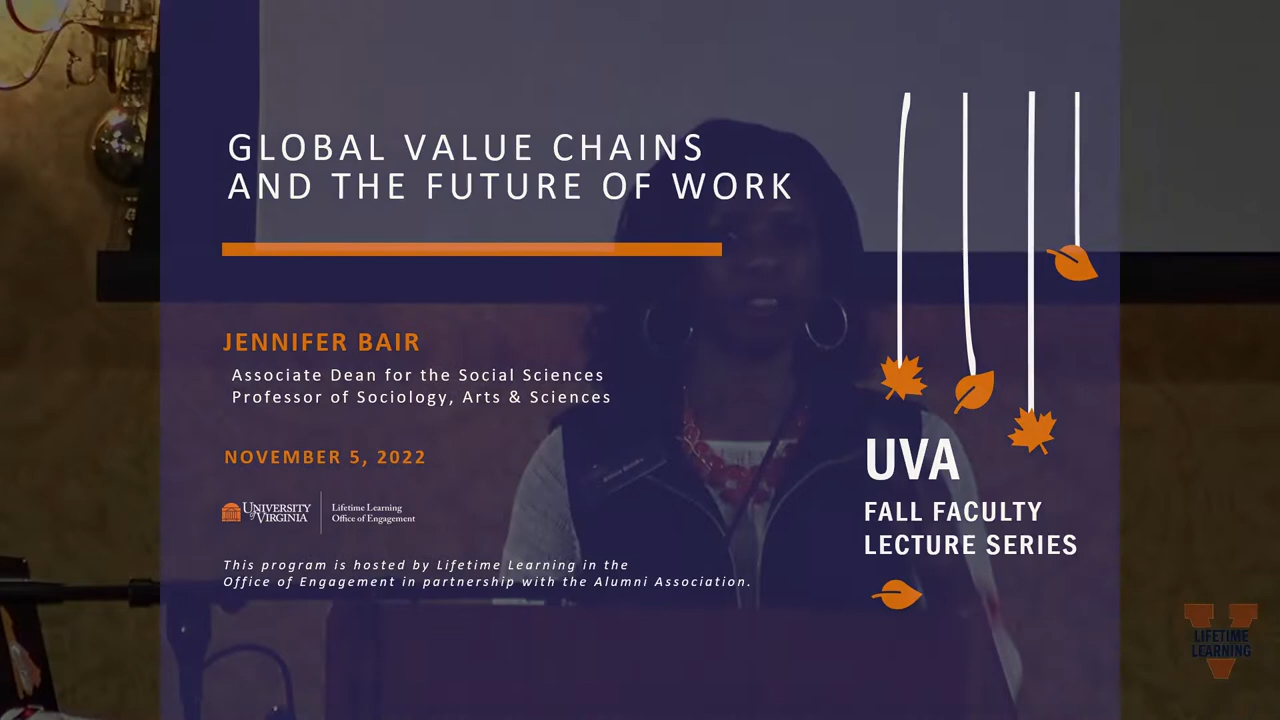 GLOBAL VALUE CHAINS
AND THE FUTURE OF WORK
JENNIFER BAIR
Associate Dean for the Social Sciences
Professor of Sociology, Arts & Sciences
NOVEMBER 5, 2022
UNIVERSITY
of VIRGINIA
Lifetime Learning
Office of Engagement
This program is hosted by Lifetime Learning in the
Office of Engagement in partnership with the Alumni Association.
UVA
FALL FACULTY
LECTURE SERIES
V
LIFETIME
LEARNING